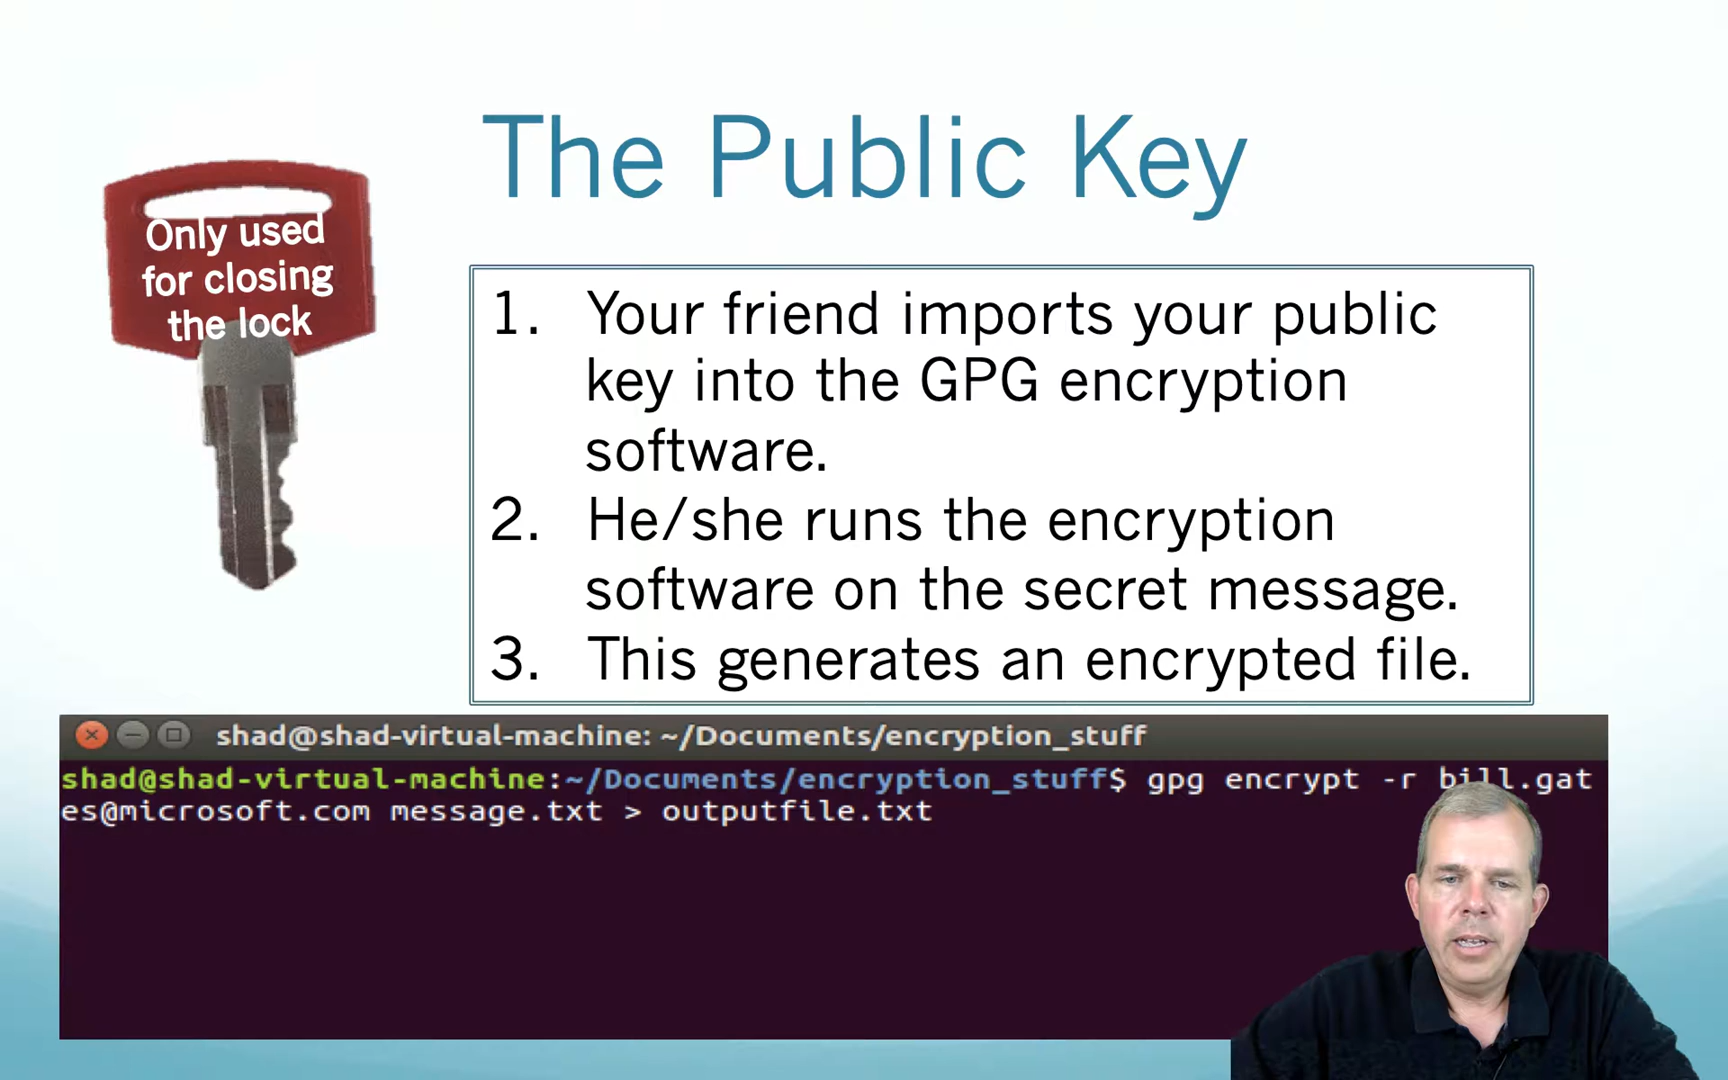 The Public Key
Only used
for closing
the lock
1. Your friend imports your public
key into the GPG encryption
software.
2. He/she runs the encryption
software on the secret message.
3. This generates an encrypted file.
shad@shad-virtual-machine: ~/Documents/encryption_stuff
shad@shad-virtual-machine:~/Documents/encryption_stuff$ gpg encrypt -r bill.gat
es@microsoft.com message.txt > outputfile.txt